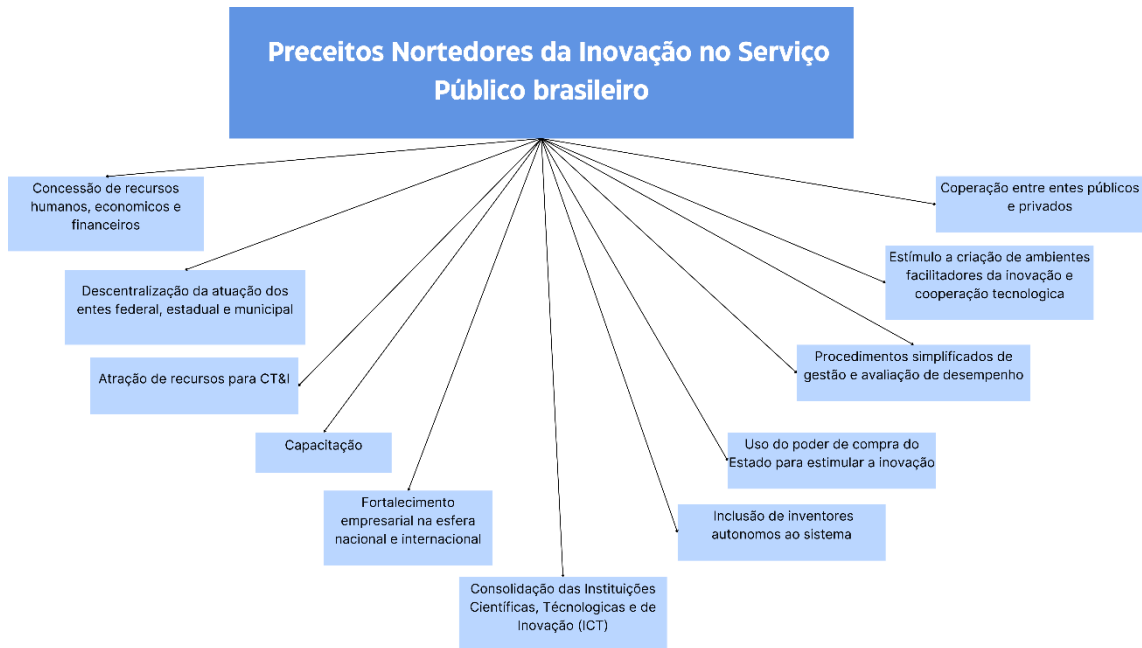 Preceitos Nortedores da Inovação no Serviço
Público brasileiro
Concessão de recursos
humanos, economicos e
financeiros
Coperação entre entes públicos
e privados
Descentralização da atuação dos
entes federal, estadual e municipal
Estímulo a criação de ambientes
facilitadores da inovação e
cooperação tecnologica
Atração de recursos para CT&I
Procedimentos simplificados de
gestão e avaliação de desempenho
Capacitação
Uso do poder de compra do
Estado para estimular a inovação
Fortalecimento
empresarial na esfera
nacional e internacional
Inclusão de inventores
autonomos ao sistema
Consolidação das Instituições
Científicas, Técnologicas e de
Inovação (ICT)